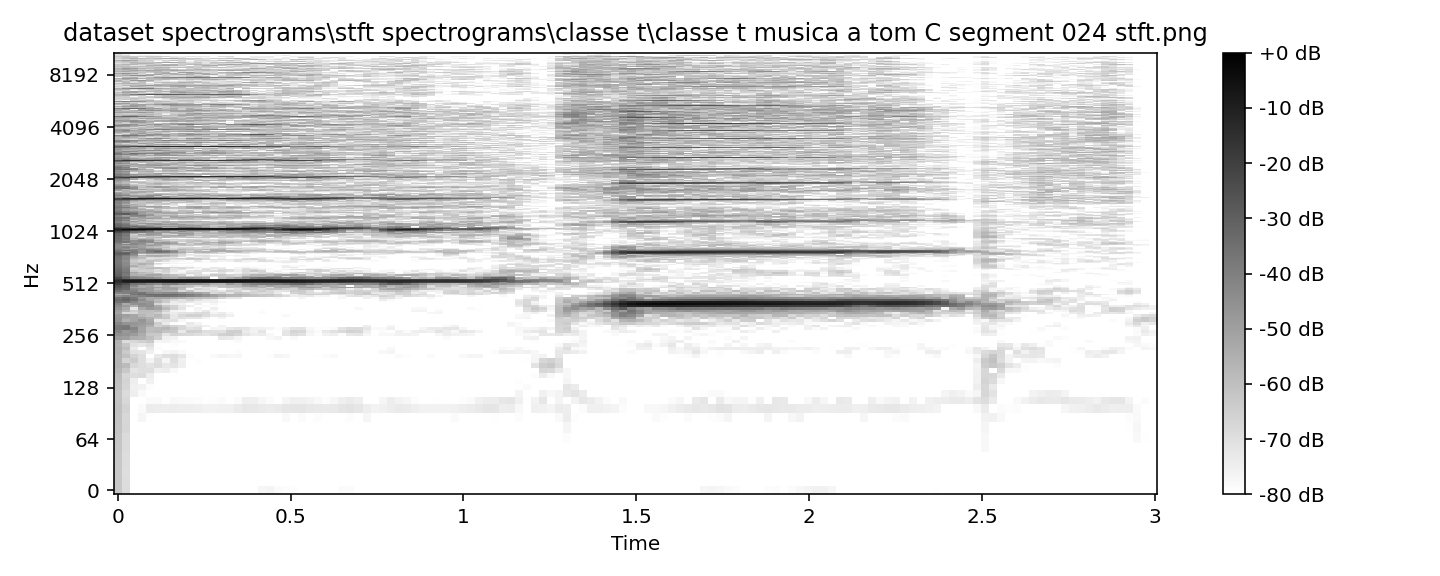 dataset spectrograms\stft spectrograms\classe t\classe t musica a tom C segment 024 stft.png
8192
4096
2048
1024
512
256
128
64
0
Hz
0
0.5
1
1.5
2
2.5
3
Time
+0 dB
-10 dB
-20 dB
-30 dB
-40 dB
-50 dB
-60 dB
-70 dB
-80 dB